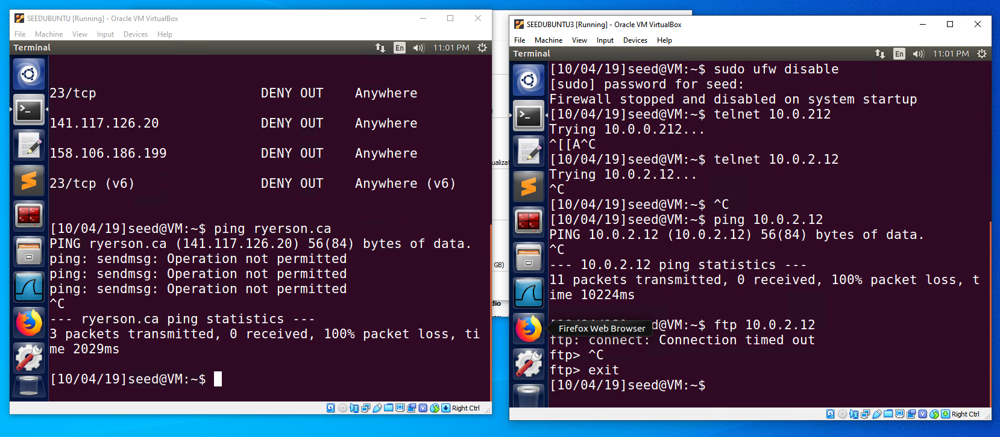 SEEDUBUNTU [Running] - Oracle VM VirtualBox
File Machine View Input Devices Help
Terminal En 11:01 PM
23/tcp DENY OUT Anywhere
141.117.126.20 DENY OUT Anywhere
158.106.186.199 DENY OUT Anywhere
23/tcp (v6) DENY OUT Anywhere (v6)
[10/04/19]seed@VM:~$ ping ryerson.ca
PING ryerson.ca (141.117.126.20) 56(84) bytes of data.
ping: sendmsg: Operation not permitted
ping: sendmsg: Operation not permitted
ping: sendmsg: Operation not permitted
^C
--- ryerson.ca ping statistics ---
3 packets transmitted, 0 received, 100% packet loss, ti
me 2029ms
[10/04/19]seed@VM:~$
Right Ctrl
ualizat
GB)
dio
SEEDUBUNTU3 [Running] - Oracle VM VirtualBox
File Machine View Input Devices Help
Terminal En 11:01 PM
[10/04/19]seed@VM:~$ sudo ufw disable
[sudo] password for seed:
Firewall stopped and disabled on system startup
[10/04/19]seed@VM:~$ telnet 10.0.212
Trying 10.0.0.212...
^[[A^C
[10/04/19]seed@VM:~$ telnet 10.0.2.12
Trying 10.0.2.12...
^C
[10/04/19]seed@VM:~$ ^C
[10/04/19]seed@VM:~$ ping 10.0.2.12
PING 10.0.2.12 (10.0.2.12) 56(84) bytes of data.
^C
--- 10.0.2.12 ping statistics ---
11 packets transmitted, 0 received, 100% packet loss, t
ime 10224ms
d@VM:~$ ftp 10.0.2.12
Firefox Web Browser
ftp: connect: Connection timed out
ftp> ^C
ftp> exit
[10/04/19]seed@VM:~$
Right Ctrl